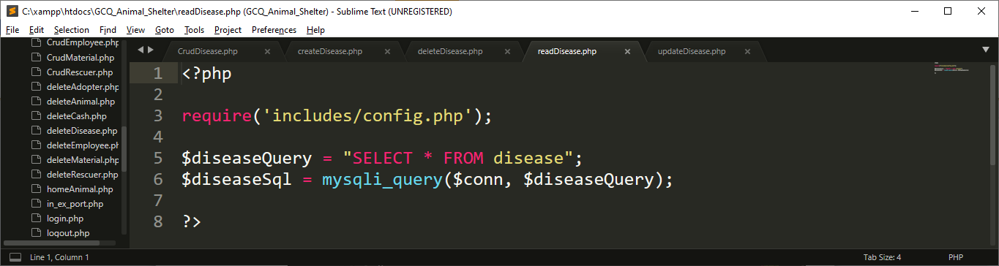 C:\xampp\htdocs\GCQ_Animal_Shelter\readDisease.php (GCQ_Animal_Shelter) - Sublime Text (UNREGISTERED)
File Edit Selection Find View Goto Tools Project Preferences Help
CrudEmployee.php
CrudMaterial.php
CrudRescuer.php
deleteAdopter.php
deleteAnimal.php
deleteCash.php
deleteDisease.php
deleteEmployee.ph
deleteMaterial.php
deleteRescuer.php
homeAnimal.php
in_ex_port.php
login.php
logout.php
CrudDisease.php × createDisease.php × deleteDisease.php × readDisease.php × updateDisease.php ×
1 <?php
2
3 require('includes/config.php');
4
5 $diseaseQuery = "SELECT * FROM disease";
6 $diseaseSql = mysqli_query($conn, $diseaseQuery);
7
8 ?>
Line 1, Column 1 Tab Size: 4 PHP